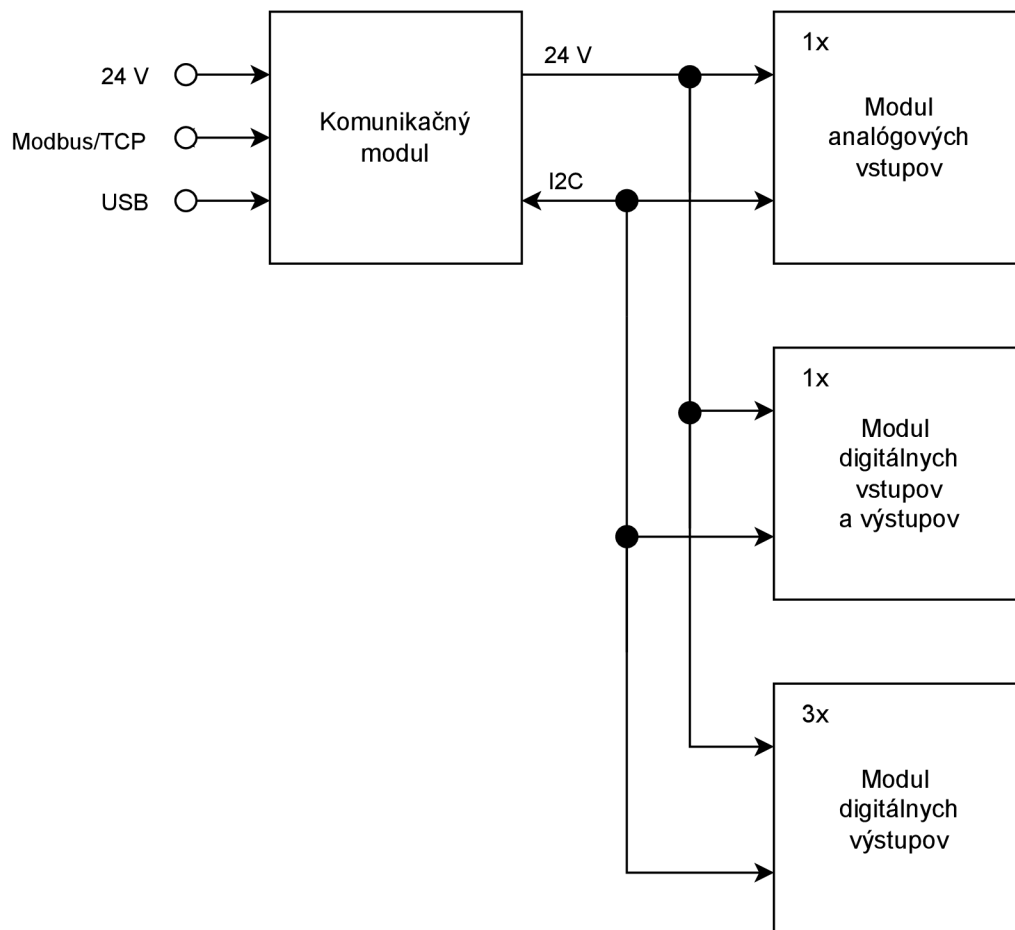 24 V
Modbus/TCP
USB
Komunikačný
modul
24 V
I2C
1x
Modul
analógových
vstupov
1x
Modul
digitálnych
vstupov
a výstupov
3x
Modul
digitálnych
výstupov